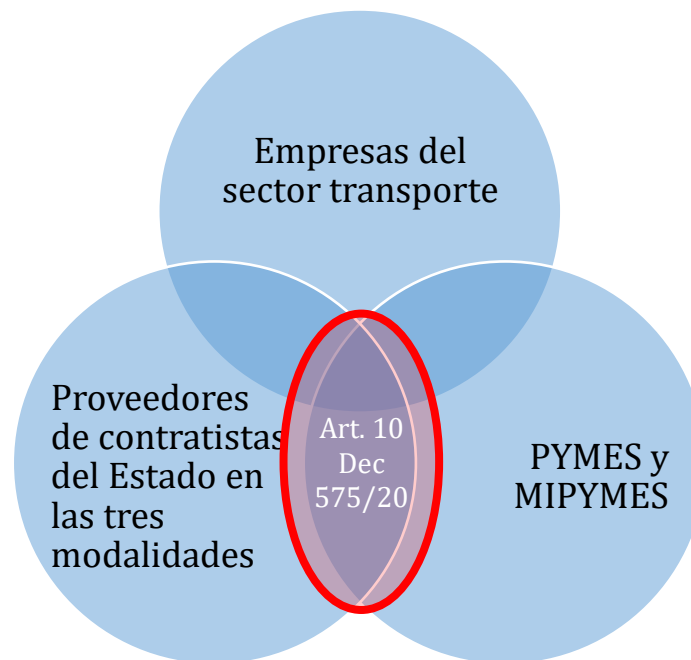 Empresas del
sector transporte
Proveedores
de contratistas
del Estado en
las tres
modalidades
Art. 10
Dec
575/20
PYMES y
MIPYMES